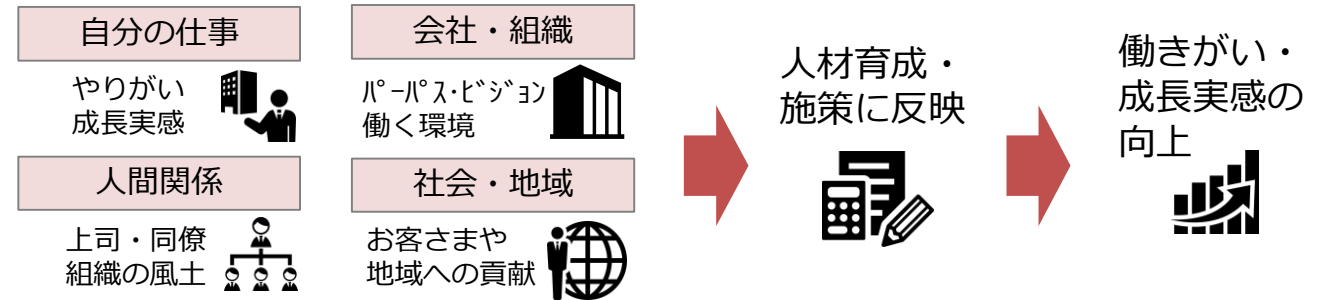 自分の仕事
やりがい
成長実感
会社・組織
ﾊﾟｰﾊﾟｽ･ﾋﾞｼﾞｮﾝ
働く環境
人間関係
上司・同僚
組織の風土
社会・地域
お客さまや
地域への貢献
人材育成・
施策に反映
働きがい・
成長実感の
向上